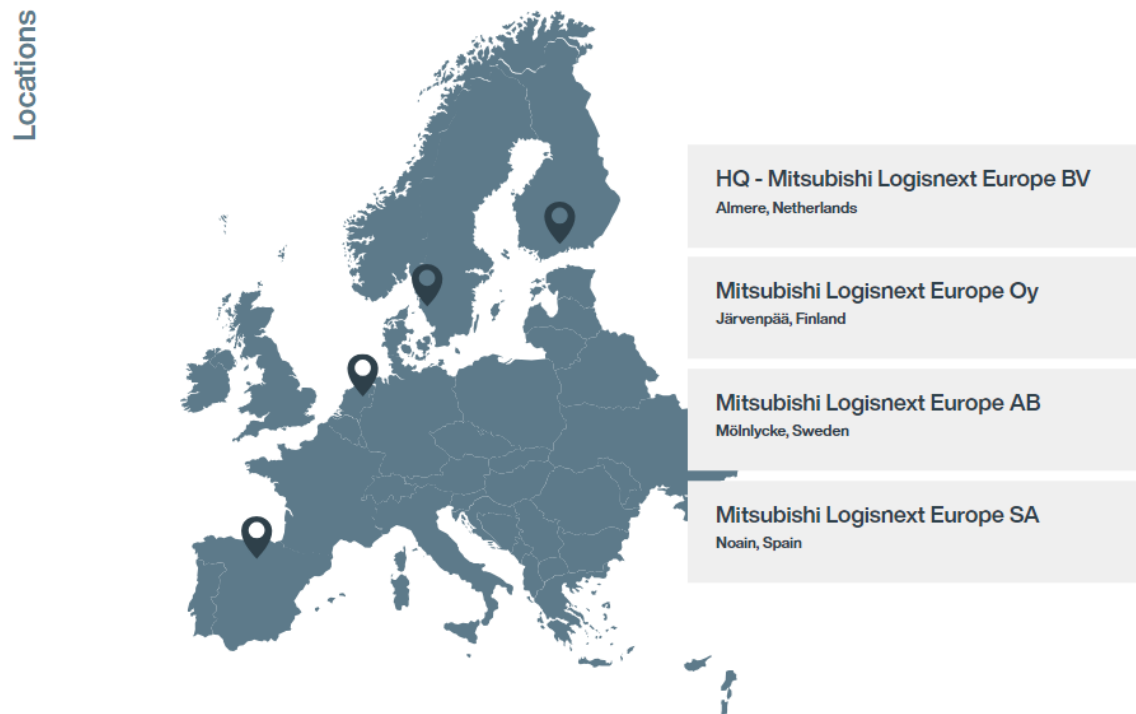 Locations
HQ - Mitsubishi Logisnext Europe BV
Almere, Netherlands
Mitsubishi Logisnext Europe Oy
Järvenpää, Finland
Mitsubishi Logisnext Europe AB
Mölnlycke, Sweden
Mitsubishi Logisnext Europe SA
Noain, Spain